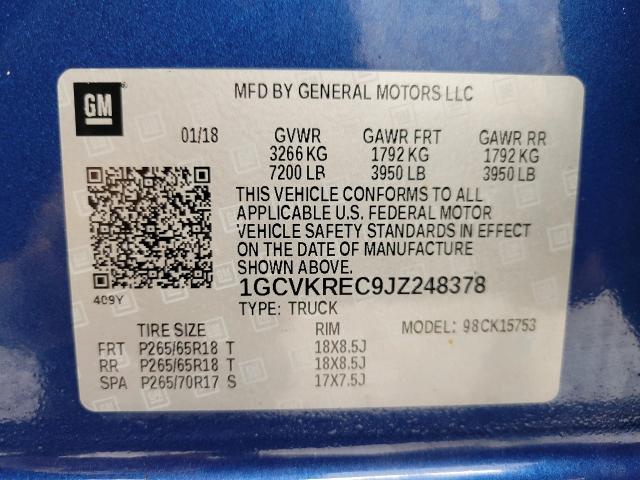 GM
MFD BY GENERAL MOTORS LLC
01/18 GVWR GAWR FRT GAWR RR
3266 KG 1792 KG 1792 KG
7200 LB 3950 LB 3950 LB
THIS VEHICLE CONFORMS TO ALL
APPLICABLE U.S. FEDERAL MOTOR
VEHICLE SAFETY STANDARDS IN EFFECT
ON THE DATE OF MANUFACTURE
SHOWN ABOVE.
409Y
1GCVKREC9JZ248378
TYPE: TRUCK
TIRE SIZE RIM MODEL: 98CK15753
FRT P265/65R18 T 18X8.5J
RR P265/65R18 T 18X8.5J
SPA P265/70R17 S 17X7.5J